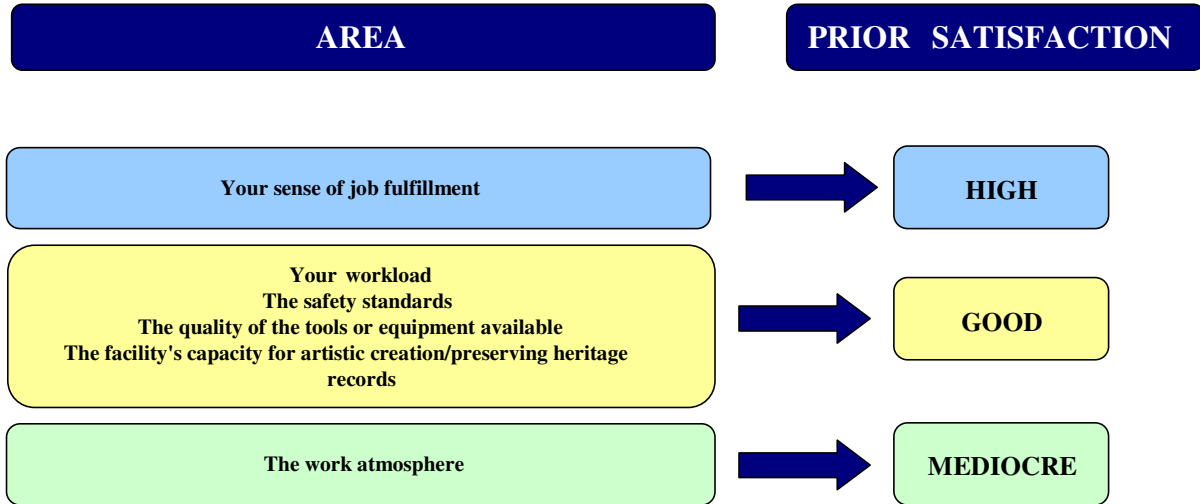 AREA
PRIOR SATISFACTION
Your sense of job fulfillment
HIGH
Your workload
The safety standards
The quality of the tools or equipment available
The facility's capacity for artistic creation/preserving heritage
records
GOOD
The work atmosphere
MEDIOCRE